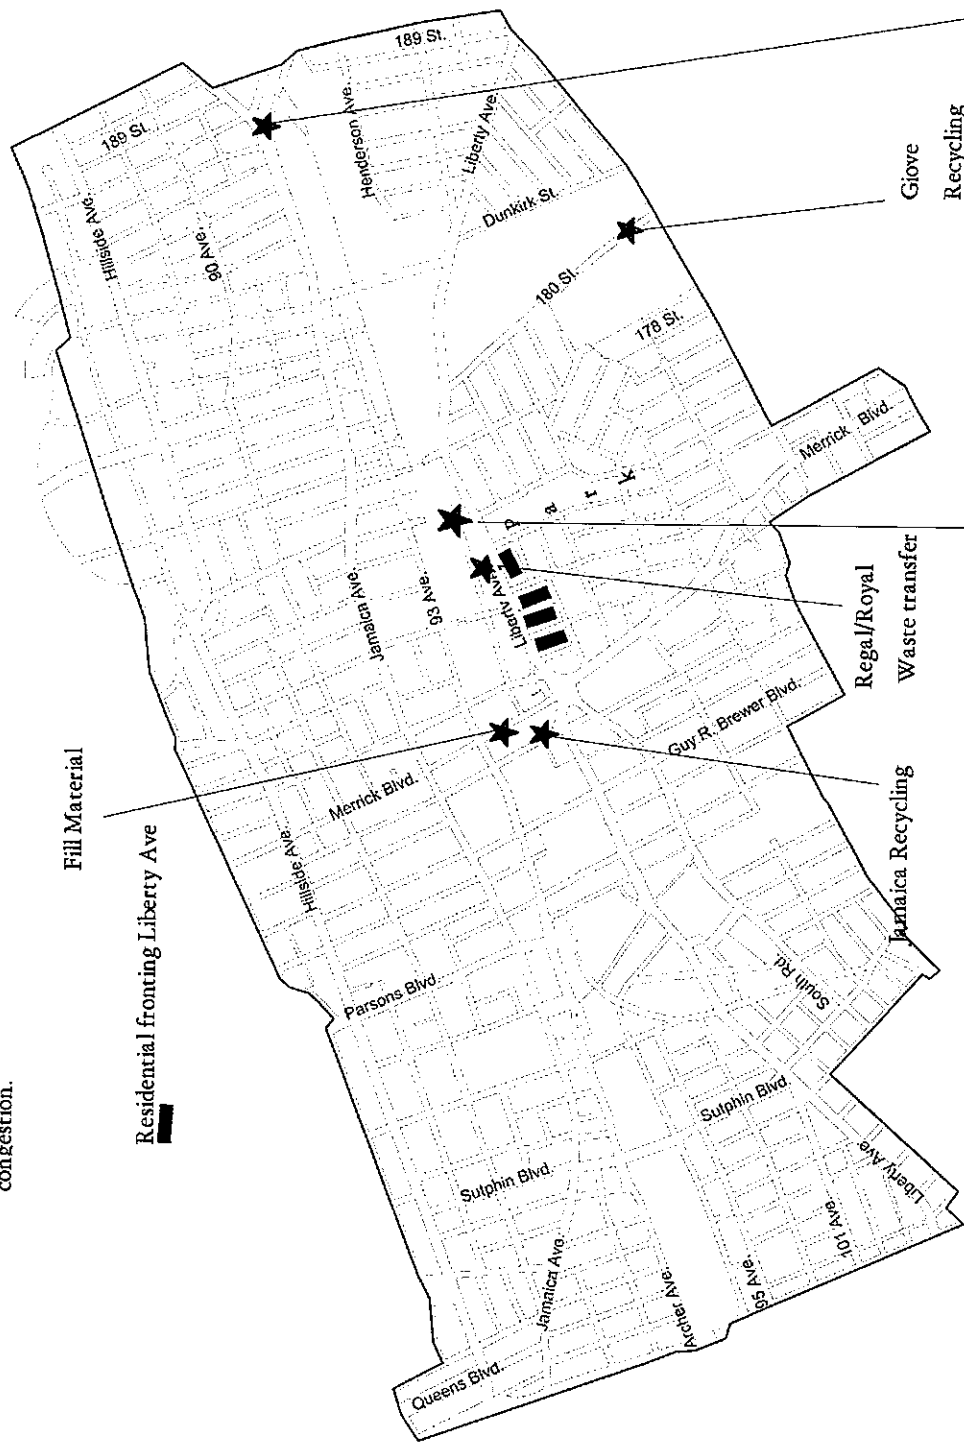 congestion.
Fill Material
Residential fronting Liberty Ave
189 St.
189 St.
Hillside Ave.
90 Ave.
Henderson Ave.
Liberty Ave.
Dunkirk St.
180 St.
178 St.
Giove
Recycling
Merrick Blvd.
Park
Jamaica Ave.
93 Ave.
Liberty Ave.
Regal/Royal
Waste transfer
Merrick Blvd.
Guy R. Brewer Blvd.
Hillside Ave.
Jamaica Recycling
Parsons Blvd.
South Rd.
Sutphin Blvd.
Sutphin Blvd.
Liberty Ave.
101 Ave.
95 Ave.
Archer Ave.
Jamaica Ave.
Queens Blvd.